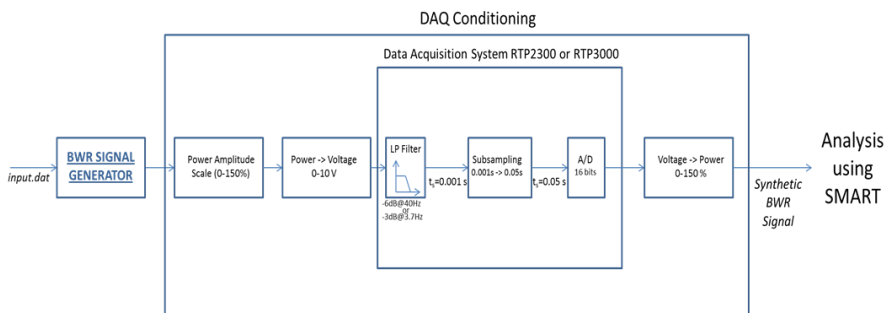 DAQ Conditioning
Data Acquisition System RTP2300 or RTP3000
input.dat
BWR SIGNAL
GENERATOR
Power Amplitude
Scale (0-150%)
Power -> Voltage
0-10 V
LP Filter
-6dB@40Hz
or
-3dB@3.7Hz
ts=0.001 s
Subsampling
0.001s -> 0.05s
ts=0.05 s
A/D
16 bits
Voltage -> Power
0-150 %
Synthetic
BWR
Signal
Analysis
using
SMART